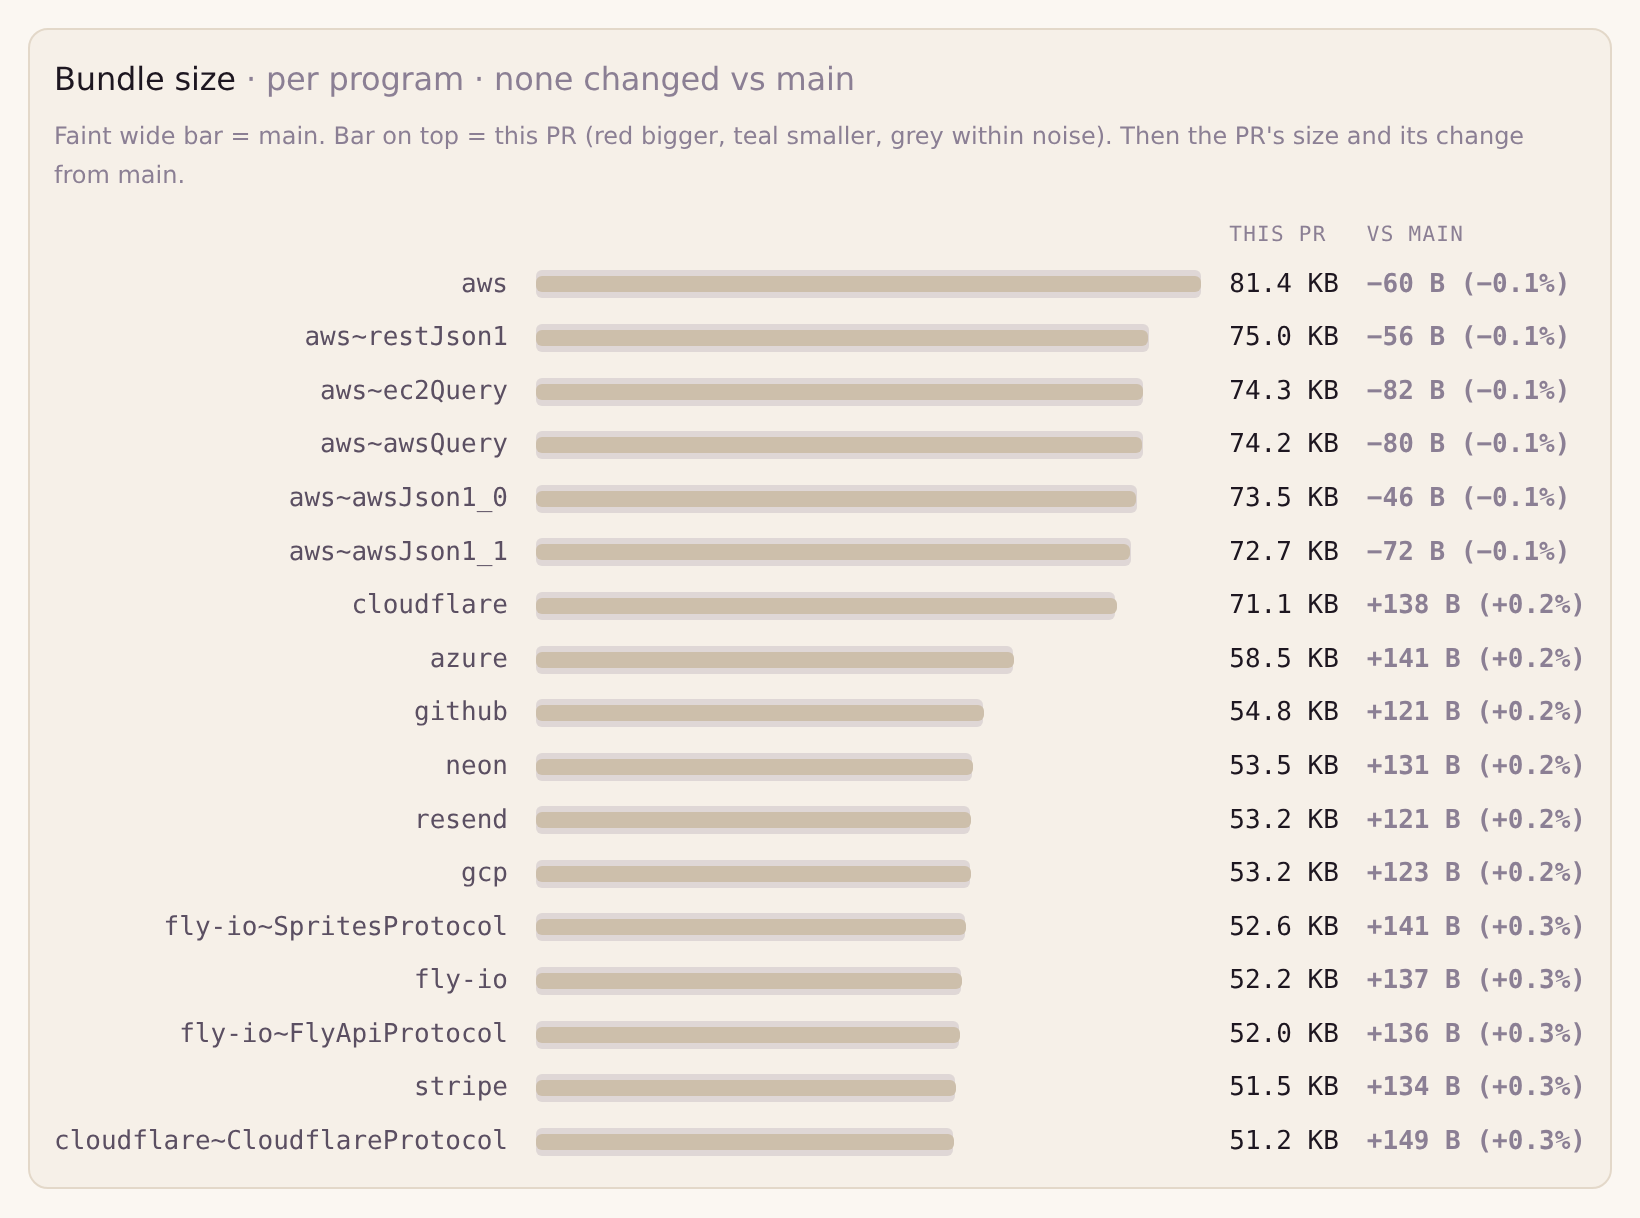 Bundle size · per program · none changed vs main
Faint wide bar = main. Bar on top = this PR (red bigger, teal smaller, grey within noise). Then the PR's size and its change
from main.
THIS PR VS MAIN
aws 81.4 KB −60 B (−0.1%)
aws~restJson1 75.0 KB −56 B (−0.1%)
aws~ec2Query 74.3 KB −82 B (−0.1%)
aws~awsQuery 74.2 KB −80 B (−0.1%)
aws~awsJson1_0 73.5 KB −46 B (−0.1%)
aws~awsJson1_1 72.7 KB −72 B (−0.1%)
cloudflare 71.1 KB +138 B (+0.2%)
azure 58.5 KB +141 B (+0.2%)
github 54.8 KB +121 B (+0.2%)
neon 53.5 KB +131 B (+0.2%)
resend 53.2 KB +121 B (+0.2%)
gcp 53.2 KB +123 B (+0.2%)
fly-io~SpritesProtocol 52.6 KB +141 B (+0.3%)
fly-io 52.2 KB +137 B (+0.3%)
fly-io~FlyApiProtocol 52.0 KB +136 B (+0.3%)
stripe 51.5 KB +134 B (+0.3%)
cloudflare~CloudflareProtocol 51.2 KB +149 B (+0.3%)